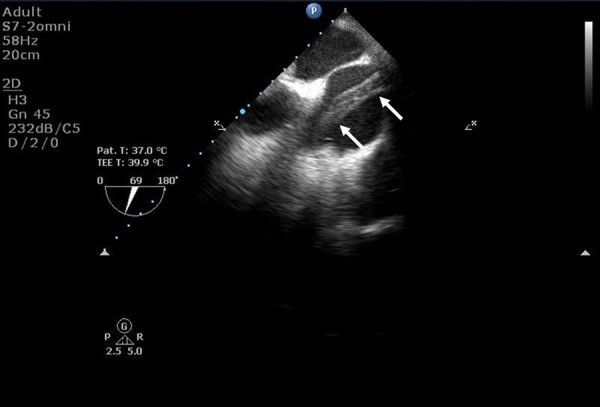 Adult
S7-2omni
58Hz
20cm
P
2D
H3
Gn 45
232dB/C5
D/2/0
x
x
Pat. T: 37.0 °C
TEE T: 39.9 °C
0 69 180°
G
P R
2.5 5.0